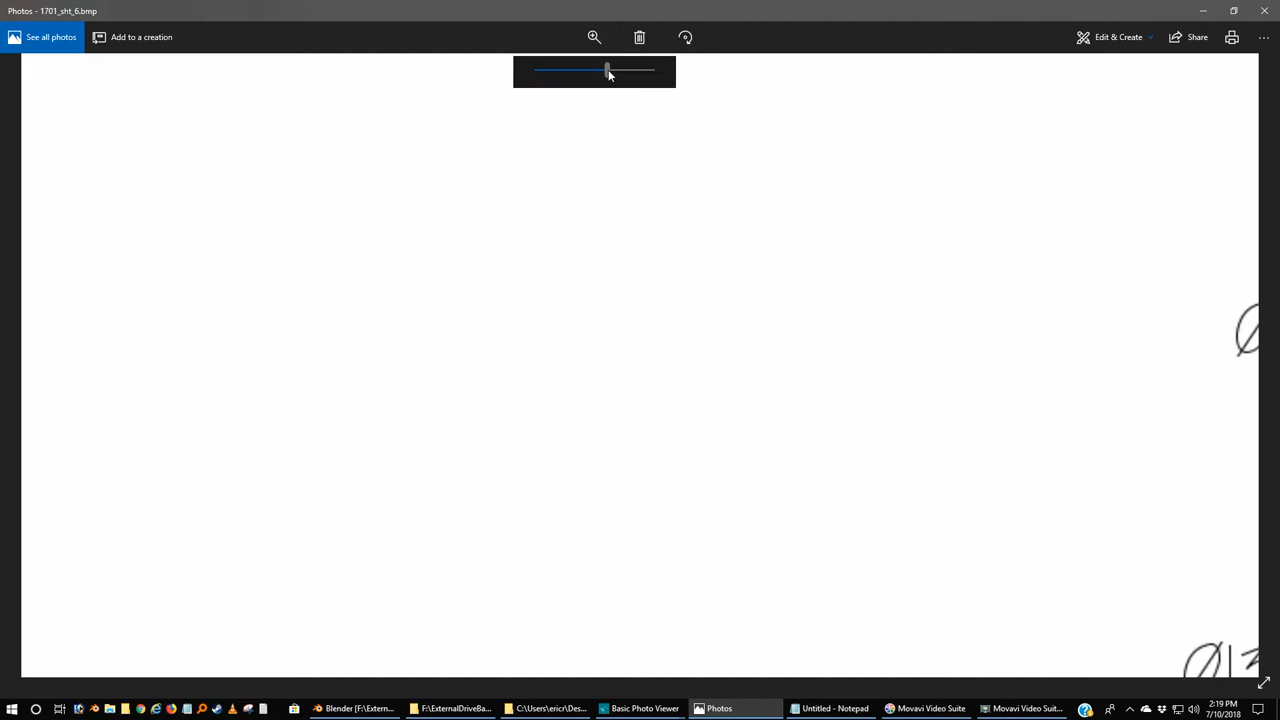 Photos - 1701_sht_6.bmp
See all photos
Add to a creation
Edit & Create
Share
Ø
Ø13
Blender [F:\Extern...
F:\ExternalDriveBa...
C:\Users\ericr\Des...
Basic Photo Viewer
Photos
Untitled - Notepad
Movavi Video Suite
Movavi Video Suit...
2:19 PM
7/10/2018